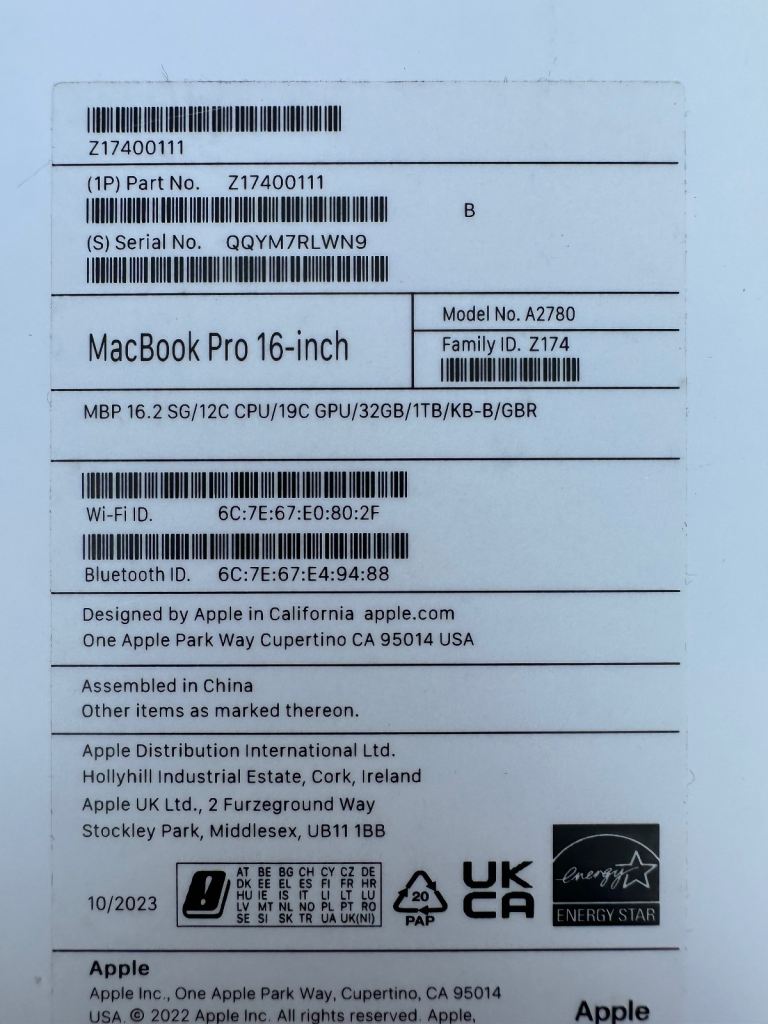 Z17400111
(1P) Part No. Z17400111
B
(S) Serial No. QQYM7RLWN9
MacBook Pro 16-inch
Model No. A2780
Family ID. Z174
MBP 16.2 SG/12C CPU/19C GPU/32GB/1TB/KB-B/GBR
Wi-Fi ID. 6C:7E:67:E0:80:2F
Bluetooth ID. 6C:7E:67:E4:94:88
Designed by Apple in California apple.com
One Apple Park Way Cupertino CA 95014 USA
Assembled in China
Other items as marked thereon.
Apple Distribution International Ltd.
Hollyhill Industrial Estate, Cork, Ireland
Apple UK Ltd., 2 Furzeground Way
Stockley Park, Middlesex, UB11 1BB
10/2023
AT BE BG CH CY CZ DE
DK EE EL ES FI FR HR
HU IE IS IT LI LT LU
LV MT NL NO PL PT RO
SE SI SK TR UA UK(NI)
20
PAP
UK
CA
energy
ENERGY STAR
Apple
Apple Inc., One Apple Park Way, Cupertino, CA 95014
USA. © 2022 Apple Inc. All rights reserved. Apple,
Apple